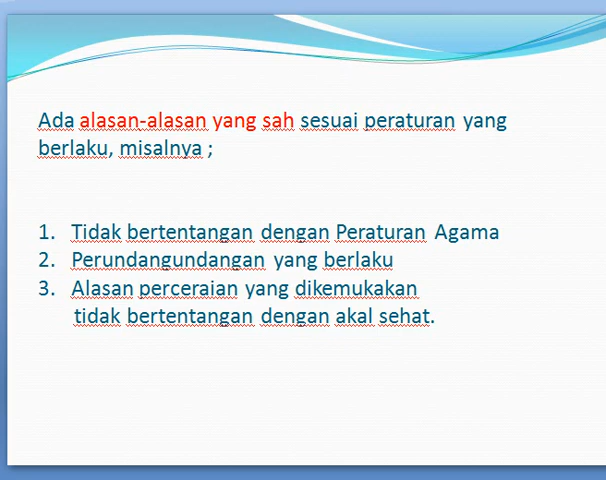 Ada alasan-alasan yang sah sesuai peraturan yang
berlaku, misalnya ;
1. Tidak bertentangan dengan Peraturan Agama
2. Perundangundangan yang berlaku
3. Alasan perceraian yang dikemukakan
tidak bertentangan dengan akal sehat.